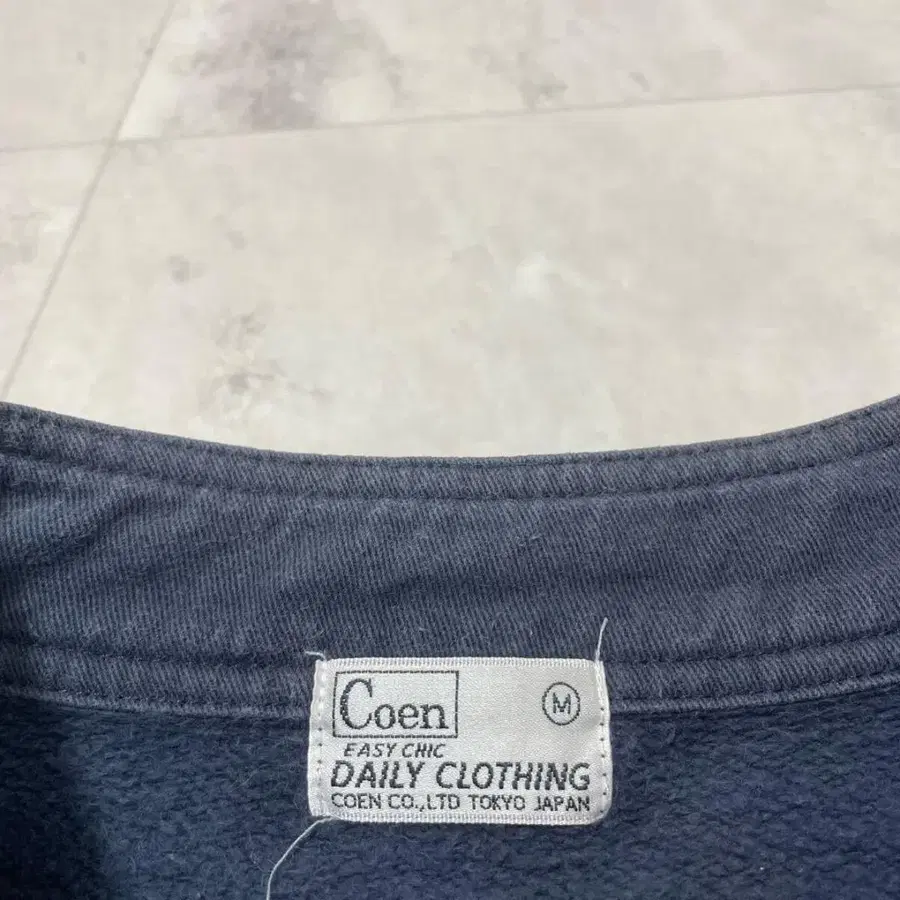 Coen M
EASY CHIC
DAILY CLOTHING
COEN CO.,LTD TOKYO JAPAN